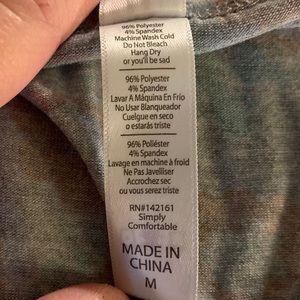 96% Polyester
4% Spandex
Machine Wash Cold
Do Not Bleach
Hang Dry
or you'll be sad
96% Polyester
4% Spandex
Lavar A Máquina En Frío
No Usar Blanqueador
Cuelgue en seco
o estarás triste
96% Poliéster
4% Spandex
Lavage en machine à froid
Ne Pas Javelliser
Accrochez sec
ou vous serez triste
RN#142161
Simply
Comfortable
MADE IN
CHINA
M